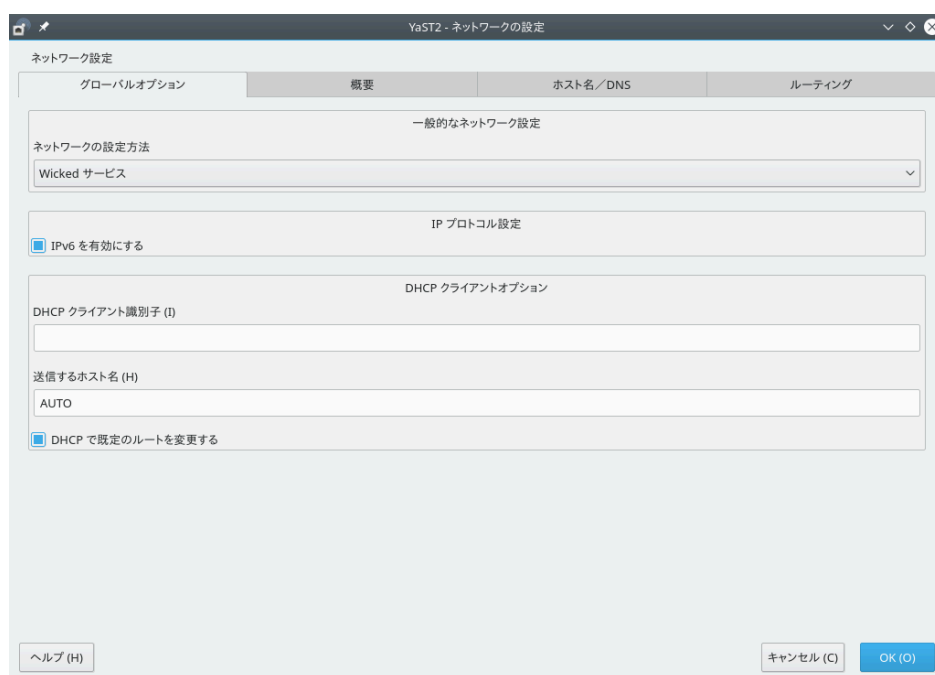 YaST2 - ネットワークの設定
ネットワーク設定
グローバルオプション 概要 ホスト名／DNS ルーティング
一般的なネットワーク設定
ネットワークの設定方法
Wicked サービス
IP プロトコル設定
IPv6 を有効にする
DHCP クライアントオプション
DHCP クライアント識別子 (I)
送信するホスト名 (H)
AUTO
DHCP で既定のルートを変更する
ヘルプ (H) キャンセル (C) OK (O)